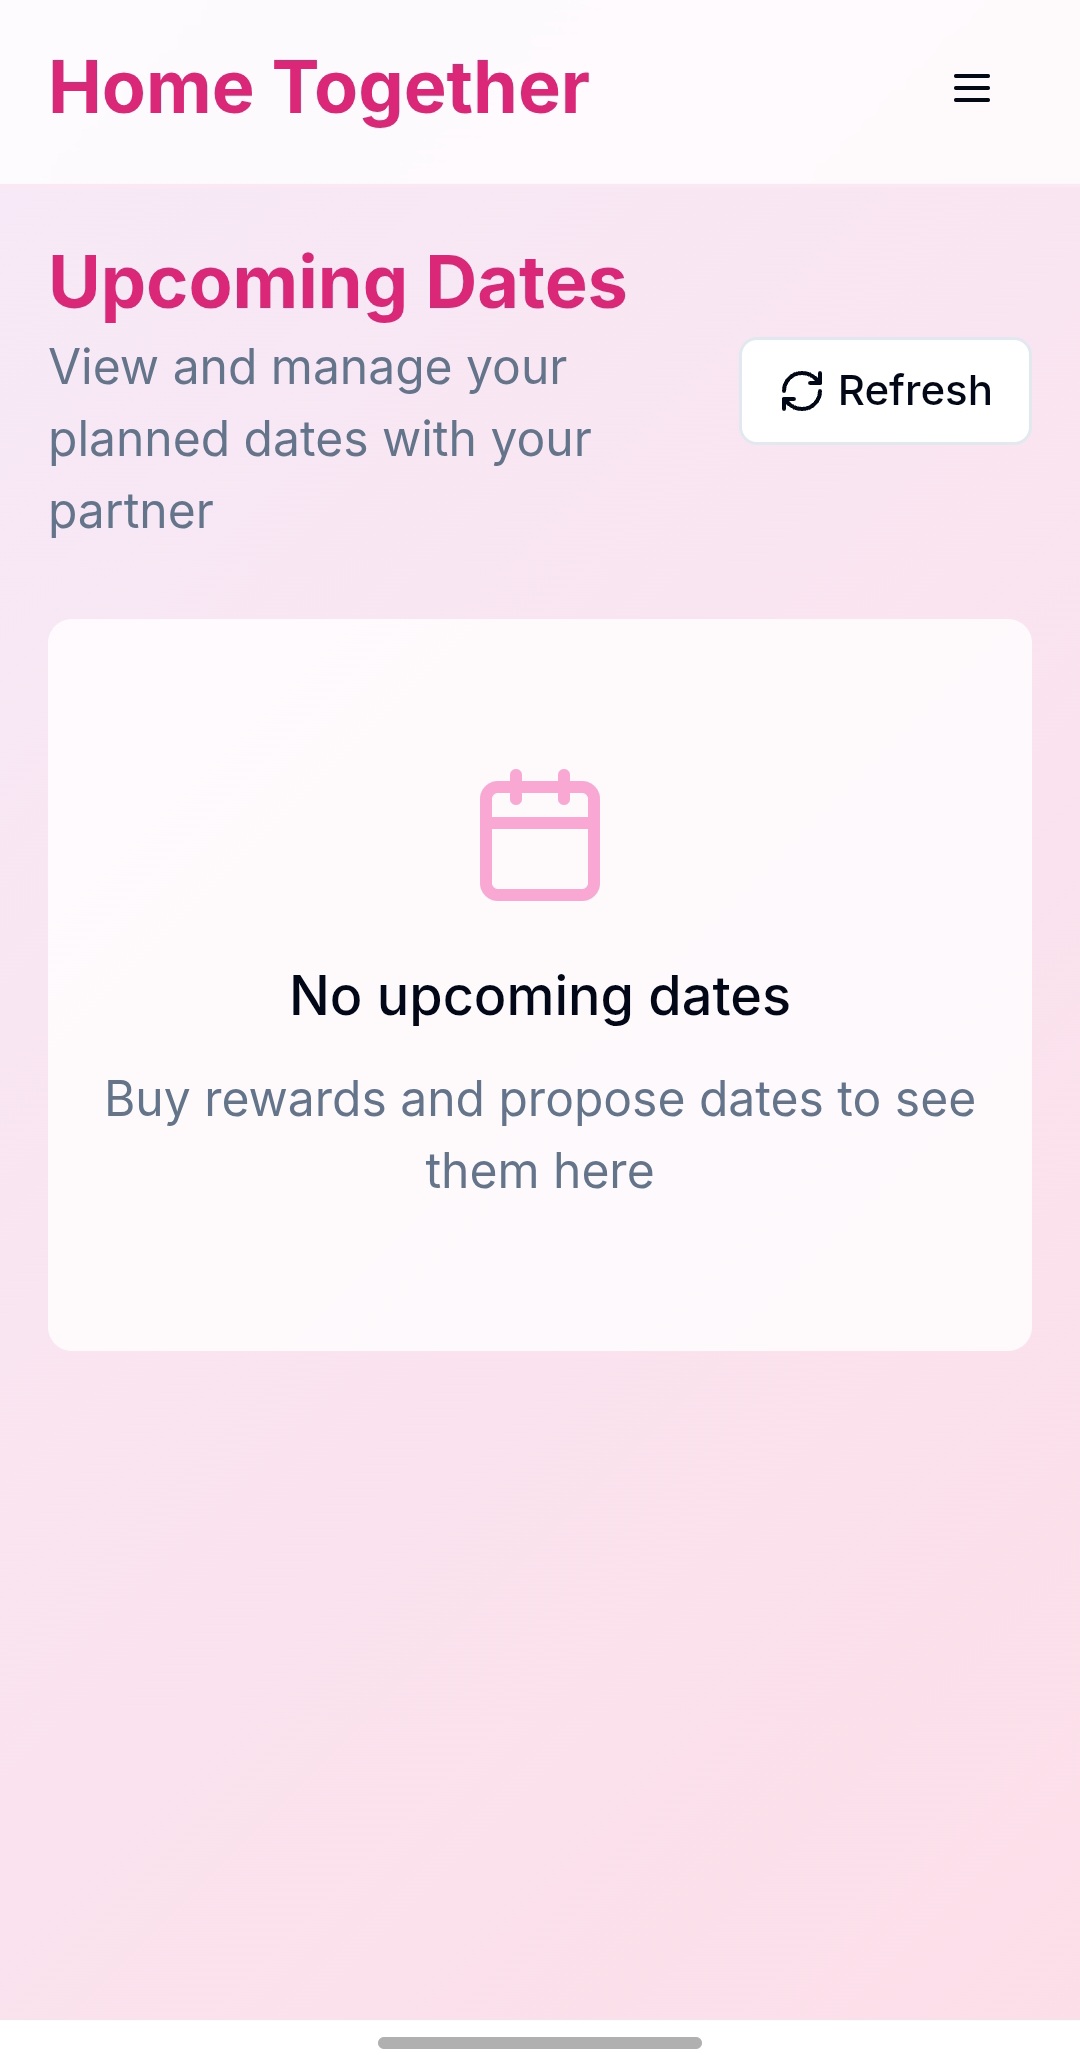 Home Together
Upcoming Dates
View and manage your
planned dates with your
partner
Refresh
No upcoming dates
Buy rewards and propose dates to see
them here